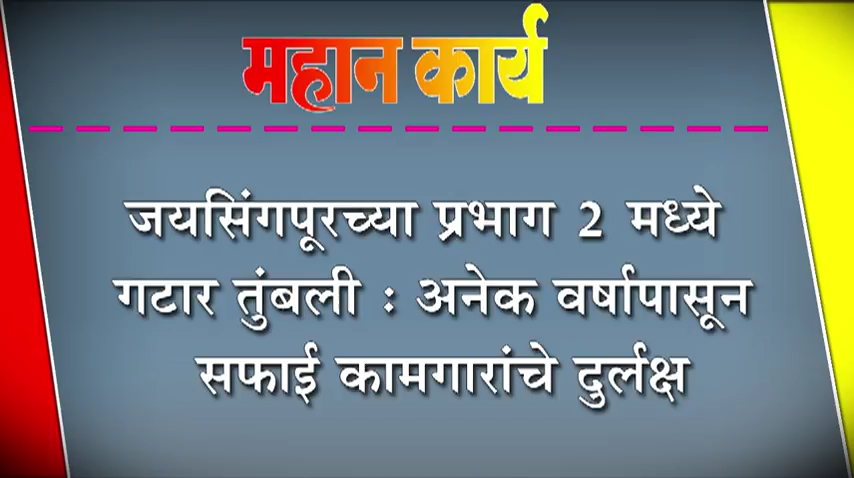 महान कार्य
जयसिंगपूरच्या प्रभाग 2 मध्ये
गटार तुंबली : अनेक वर्षापासून
सफाई कामगारांचे दुर्लक्ष